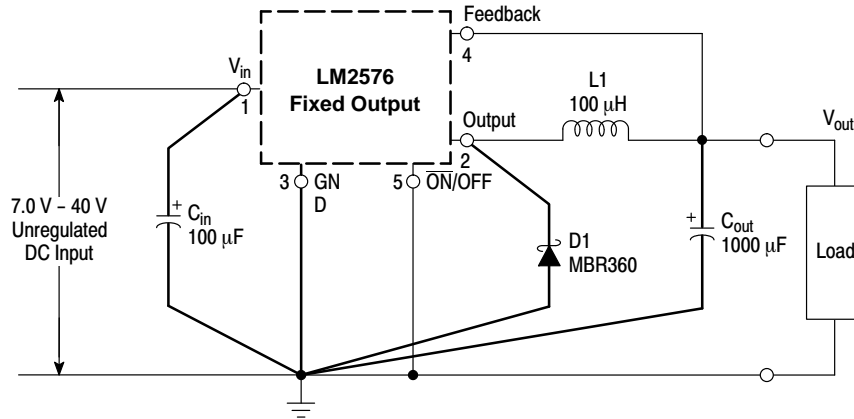 Feedback
4
LM2576
Fixed Output
Vin
1
L1
100 μH
Output
2
Vout
3 GN
D
5 ON/OFF
7.0 V – 40 V
Unregulated
DC Input
+
Cin
100 μF
D1
MBR360
+
Cout
1000 μF
Load